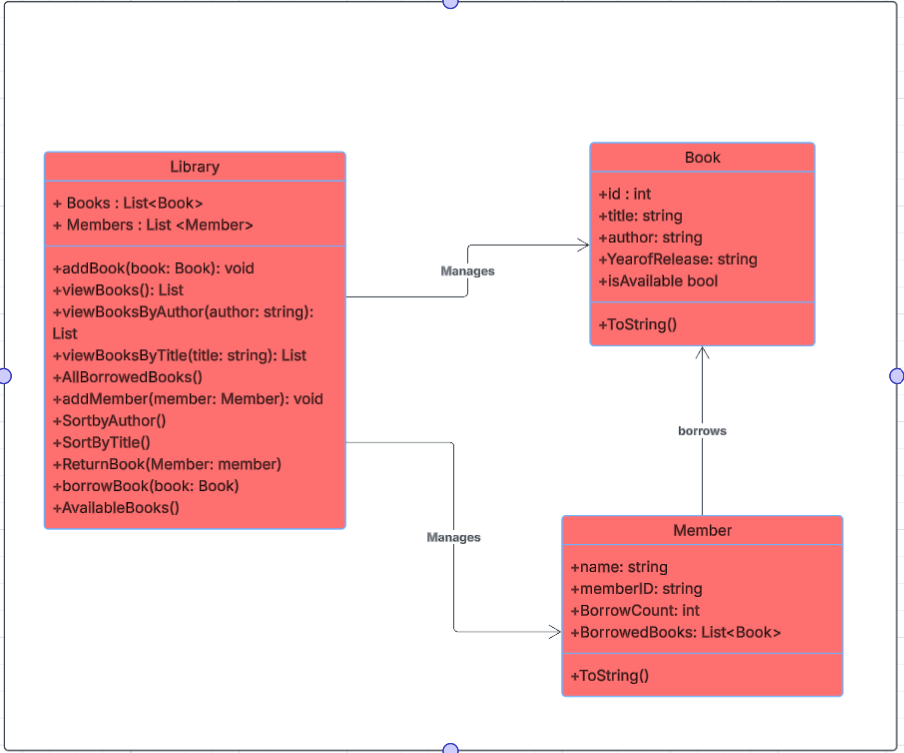 Library
+ Books : List<Book>
+ Members : List <Member>
+addBook(book: Book): void
+viewBooks(): List
+viewBooksByAuthor(author: string):
List
+viewBooksByTitle(title: string): List
+AllBorrowedBooks()
+addMember(member: Member): void
+SortbyAuthor()
+SortByTitle()
+ReturnBook(Member: member)
+borrowBook(book: Book)
+AvailableBooks()
Manages
Manages
Book
+id : int
+title: string
+author: string
+YearofRelease: string
+isAvailable bool
+ToString()
borrows
Member
+name: string
+memberID: string
+BorrowCount: int
+BorrowedBooks: List<Book>
+ToString()